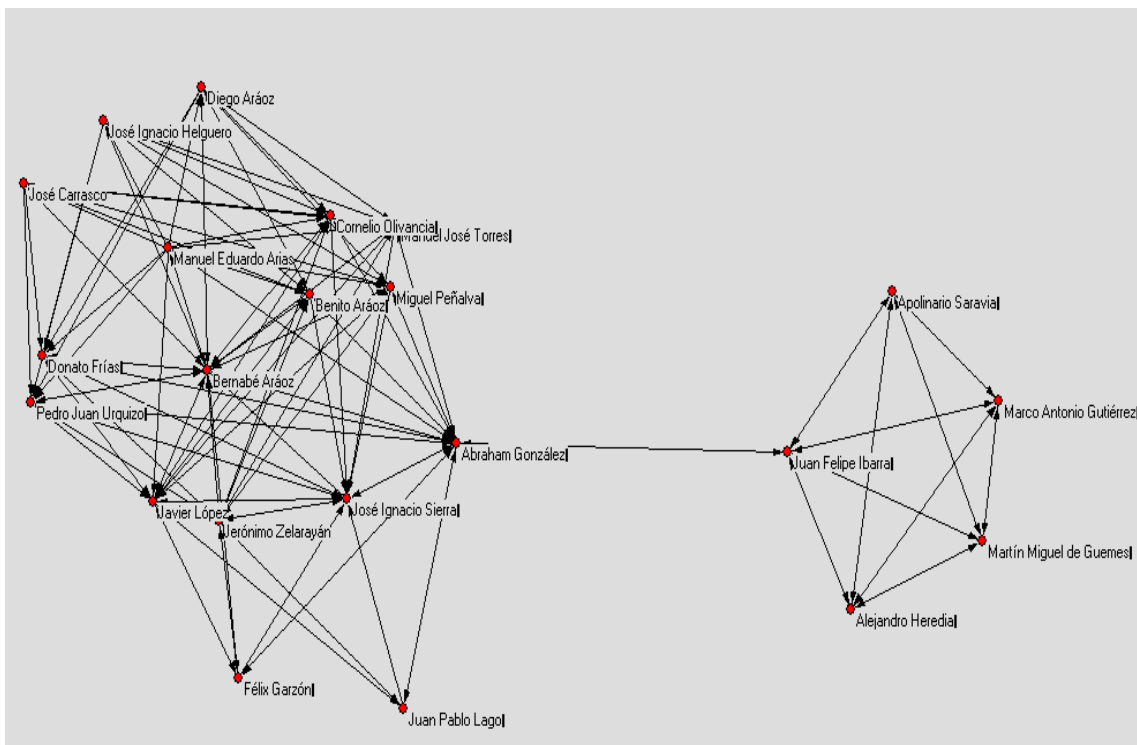 Diego Aráoz
José Ignacio Helguero
José Carrasco
Cornelio Olivancia
Manuel José Torres
Manuel Eduardo Arias
Miguel Peñalva
Benito Aráoz
Apolinario Saravia
Donato Frías
Bernabé Aráoz
Pedro Juan Urquizo
Marco Antonio Gutiérrez
Abraham González
Juan Felipe Ibarra
Javier López
José Ignacio Sierra
Jerónimo Zelarayán
Martín Miguel de Guemes
Alejandro Heredia
Félix Garzón
Juan Pablo Lago